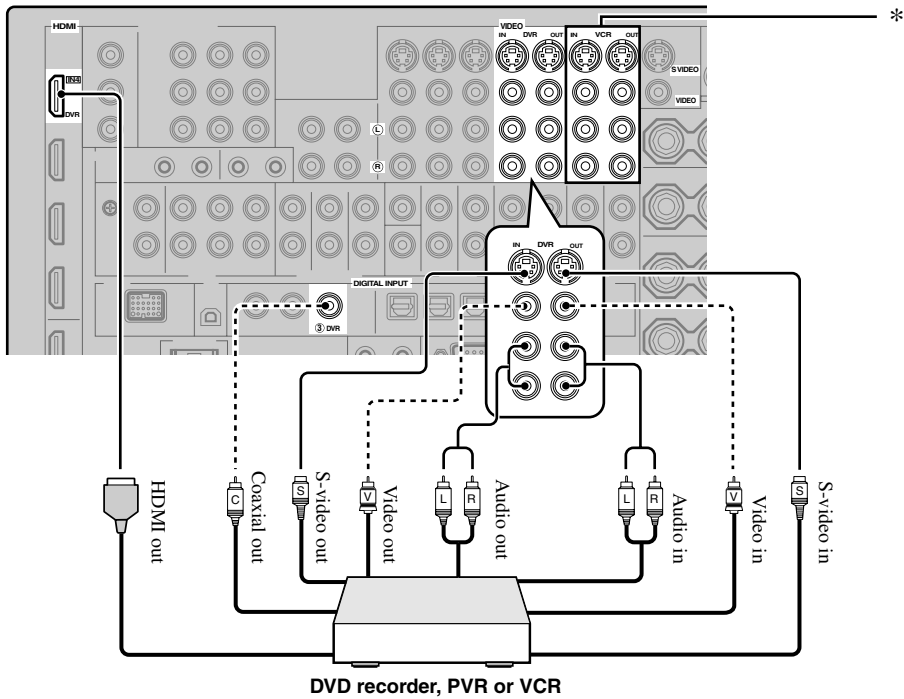 *
HDMI
VIDEO
IN DVR OUT
IN VCR OUT
S VIDEO
VIDEO
IN4
DVR
L
R
IN DVR OUT
DIGITAL INPUT
3 DVR
HDMI out
C
Coaxial out
S
S-video out
V
Video out
L
R
Audio out
L
R
Audio in
V
Video in
S
S-video in
DVD recorder, PVR or VCR